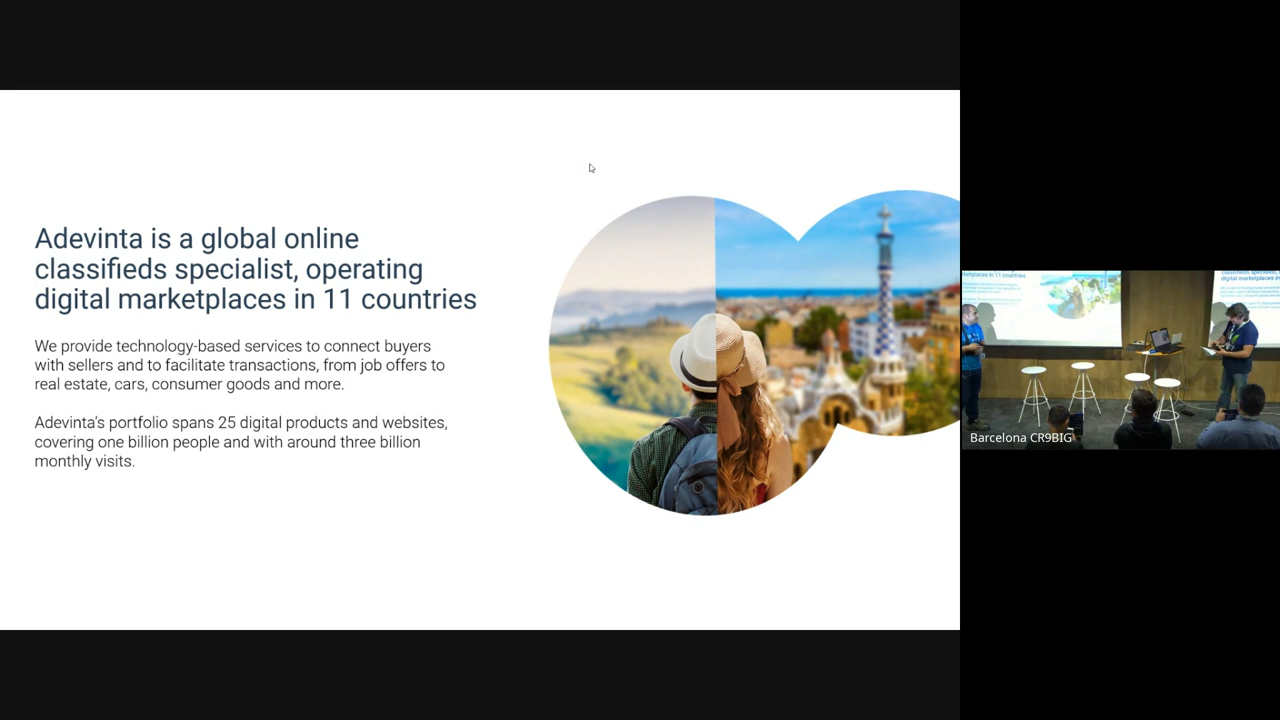 Adevinta is a global online
classifieds specialist, operating
digital marketplaces in 11 countries
We provide technology-based services to connect buyers
with sellers and to facilitate transactions, from job offers to
real estate, cars, consumer goods and more.
Adevinta's portfolio spans 25 digital products and websites,
covering one billion people and with around three billion
monthly visits.
Barcelona CR9BIG